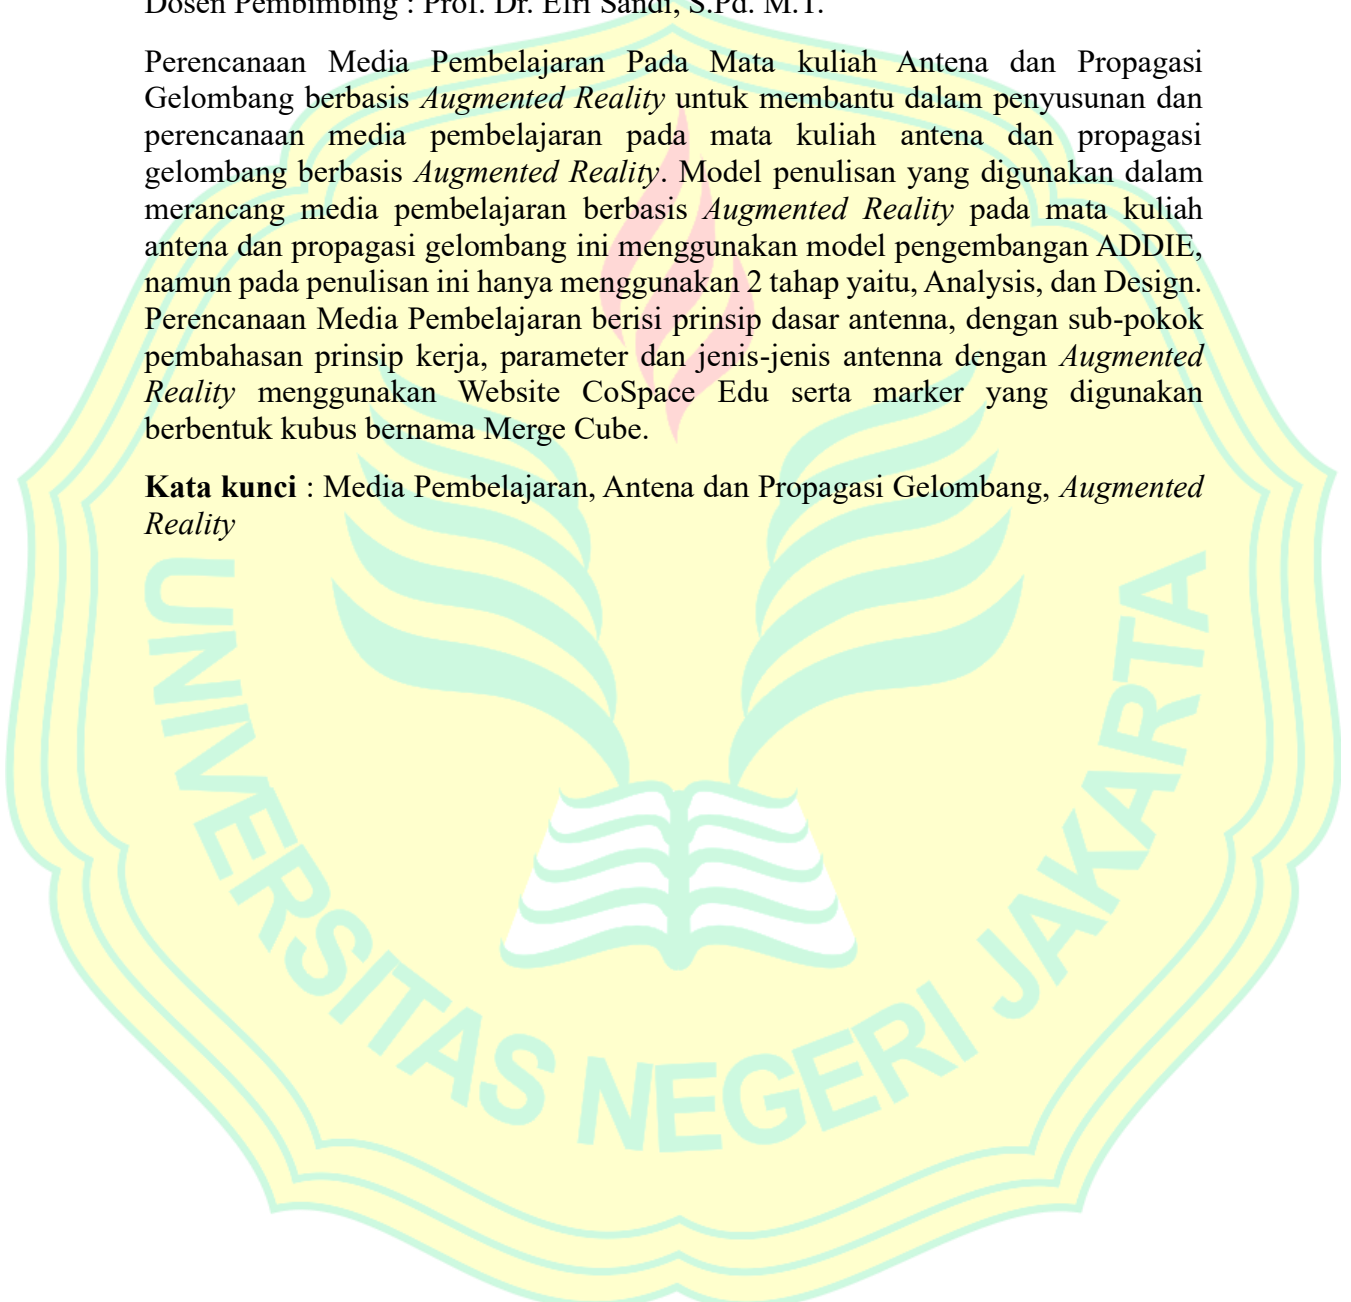 Dosen Pembimbing : Prof. Dr. Efri Sandi, S.Pd. M.T.
Perencanaan Media Pembelajaran Pada Mata kuliah Antena dan Propagasi
Gelombang berbasis Augmented Reality untuk membantu dalam penyusunan dan
perencanaan media pembelajaran pada mata kuliah antena dan propagasi
gelombang berbasis Augmented Reality. Model penulisan yang digunakan dalam
merancang media pembelajaran berbasis Augmented Reality pada mata kuliah
antena dan propagasi gelombang ini menggunakan model pengembangan ADDIE,
namun pada penulisan ini hanya menggunakan 2 tahap yaitu, Analysis, dan Design.
Perencanaan Media Pembelajaran berisi prinsip dasar antenna, dengan sub-pokok
pembahasan prinsip kerja, parameter dan jenis-jenis antenna dengan Augmented
Reality menggunakan Website CoSpace Edu serta marker yang digunakan
berbentuk kubus bernama Merge Cube.
Kata kunci : Media Pembelajaran, Antena dan Propagasi Gelombang, Augmented
Reality
UNIVERSITAS NEGERI JAKARTA